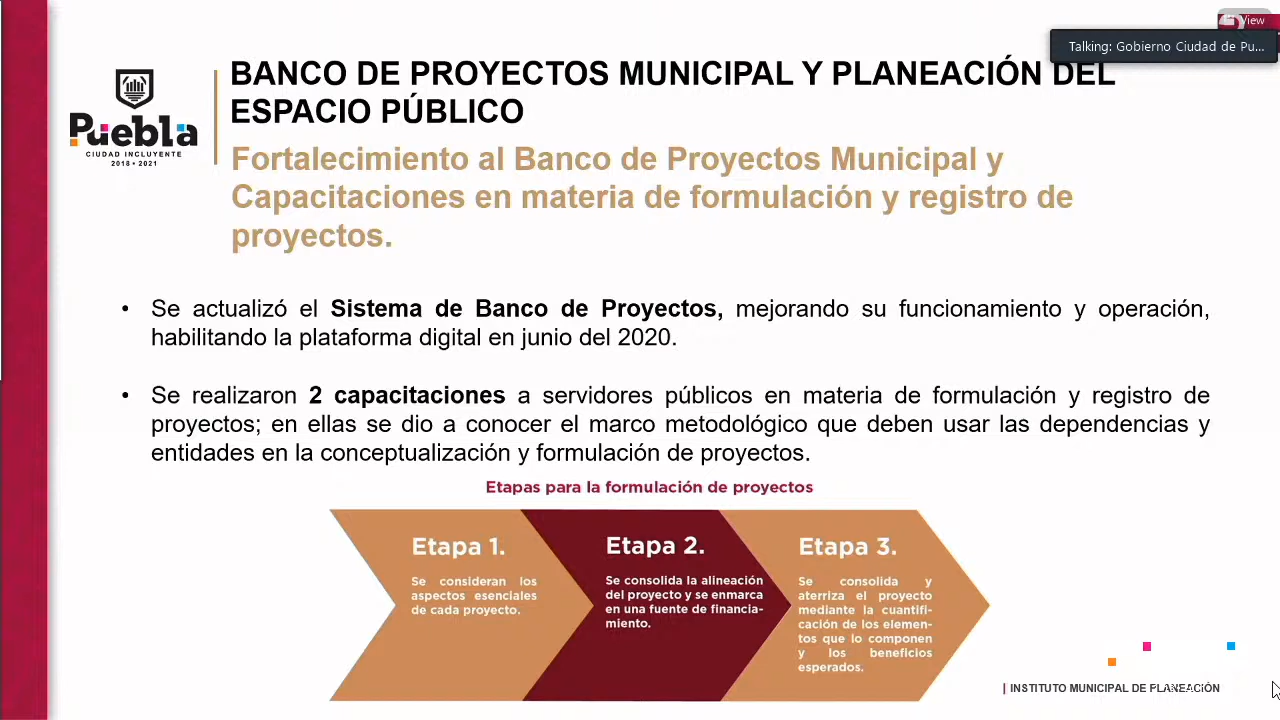 View
Talking: Gobierno Ciudad de Pu...
BANCO DE PROYECTOS MUNICIPAL Y PLANEACIÓN DEL
ESPACIO PÚBLICO
Puebla
CIUDAD INCLUYENTE
2018 • 2021
Fortalecimiento al Banco de Proyectos Municipal y
Capacitaciones en materia de formulación y registro de
proyectos.
• Se actualizó el Sistema de Banco de Proyectos, mejorando su funcionamiento y operación,
habilitando la plataforma digital en junio del 2020.
• Se realizaron 2 capacitaciones a servidores públicos en materia de formulación y registro de
proyectos; en ellas se dio a conocer el marco metodológico que deben usar las dependencias y
entidades en la conceptualización y formulación de proyectos.
Etapas para la formulación de proyectos
Etapa 1.
Se consideran los
aspectos esenciales
de cada proyecto.
Etapa 2.
Se consolida la alineación
del proyecto y se enmarca
en una fuente de financia-
miento.
Etapa 3.
Se consolida y
aterriza el proyecto
mediante la cuantifi-
cación de los elemen-
tos que lo componen
y los beneficios
esperados.
| INSTITUTO MUNICIPAL DE PLANEACIÓN